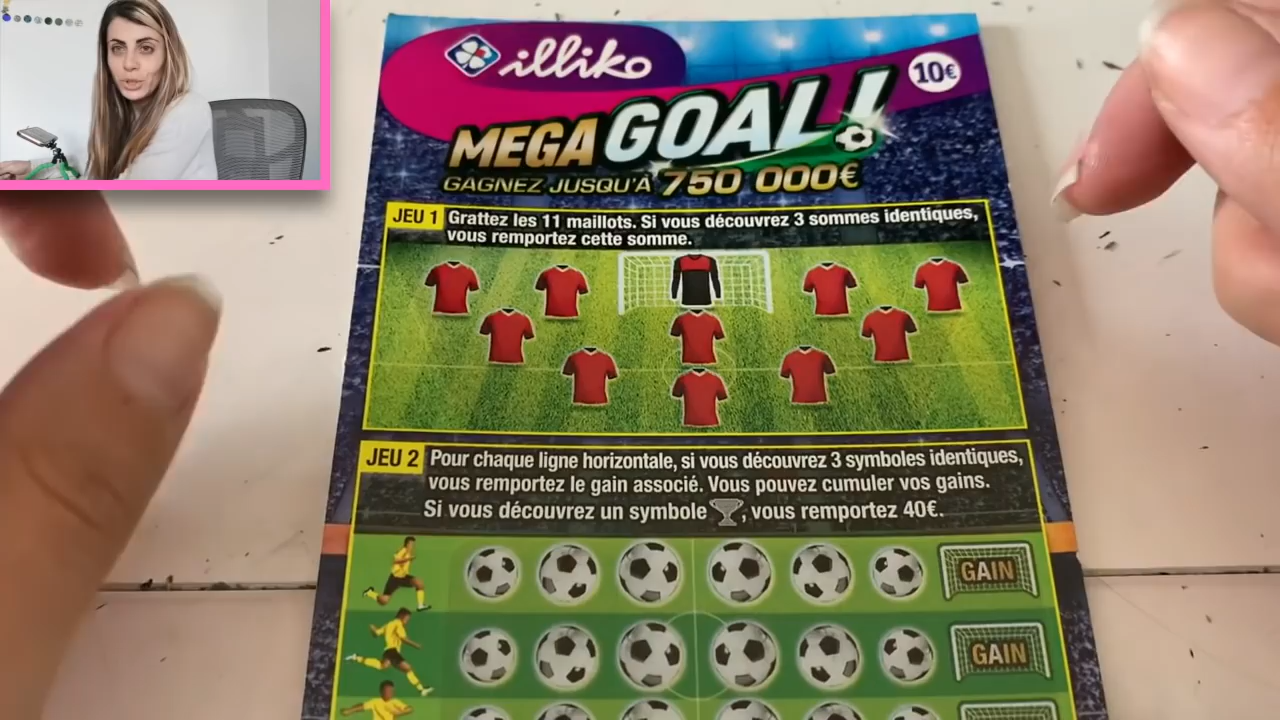 illiko
10€
MEGA GOAL!
GAGNEZ JUSQU'À 750 000€
JEU 1 Grattez les 11 maillots. Si vous découvrez 3 sommes identiques,
vous remportez cette somme.
JEU 2 Pour chaque ligne horizontale, si vous découvrez 3 symboles identiques,
vous remportez le gain associé. Vous pouvez cumuler vos gains.
Si vous découvrez un symbole , vous remportez 40€.
GAIN
GAIN